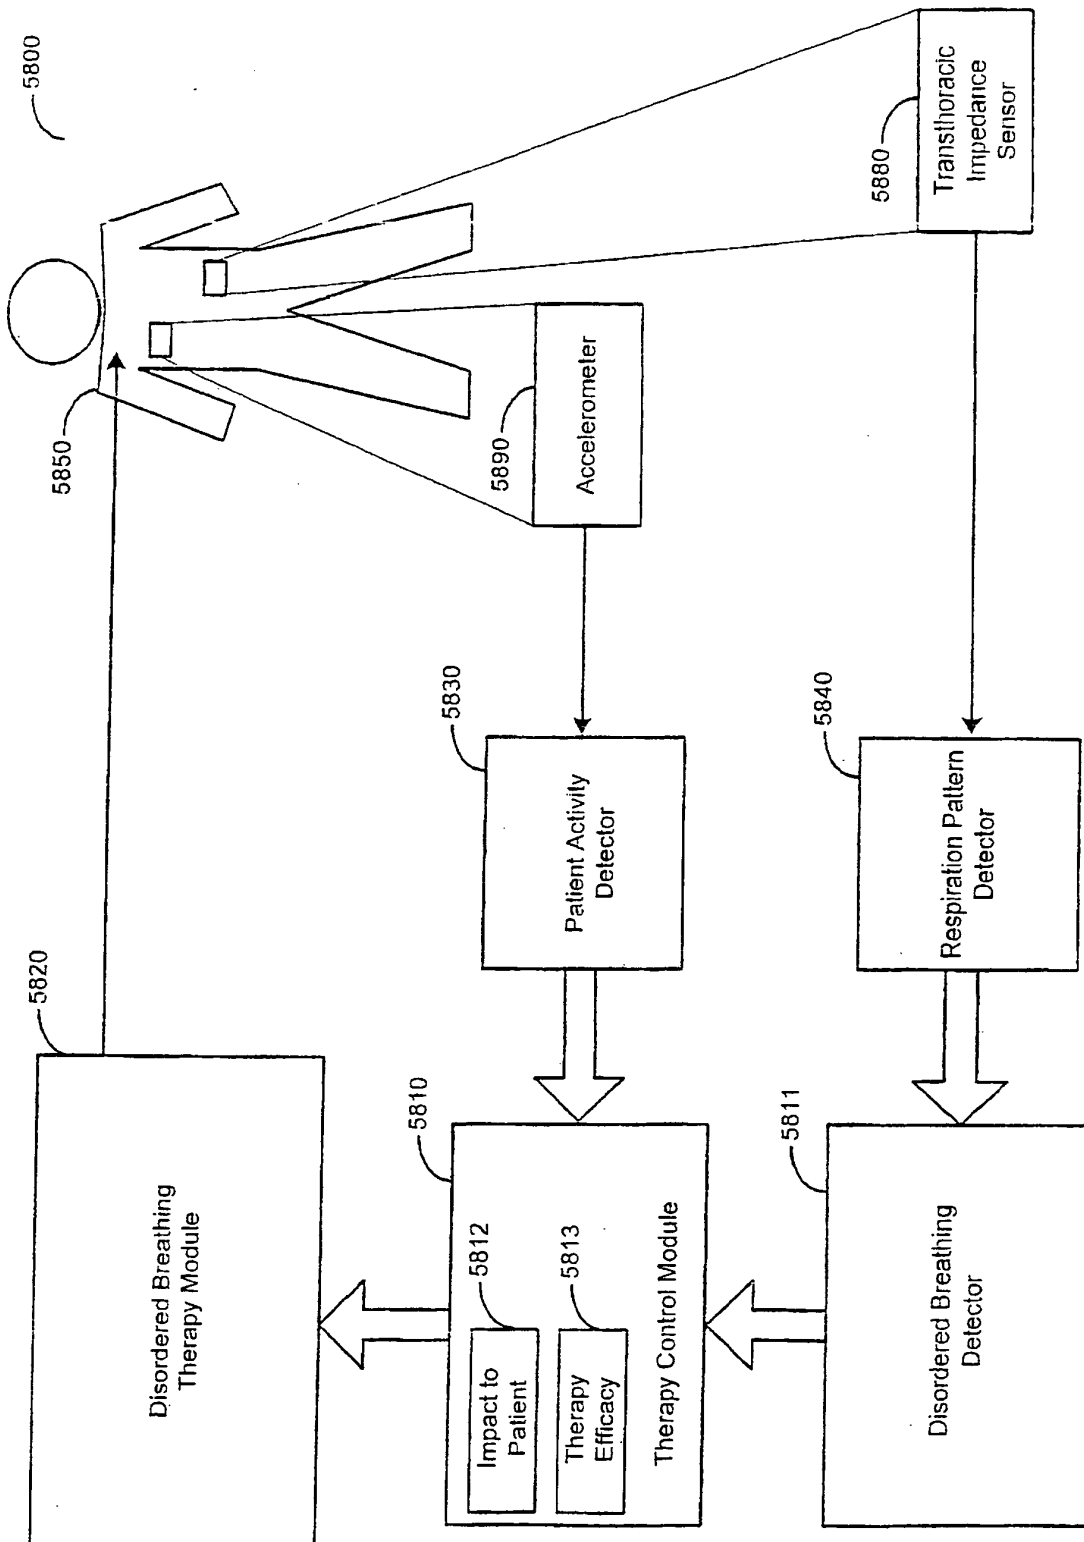 5800
5850
5820
Disordered Breathing
Therapy Module
5810
5812
Impact to
Patient
5813
Therapy
Efficacy
Therapy Control Module
5830
Patient Activity
Detector
5890
Accelerometer
5811
Disordered Breathing
Detector
5840
Respiration Pattern
Detector
5880
Transthoracic
Impedance
Sensor